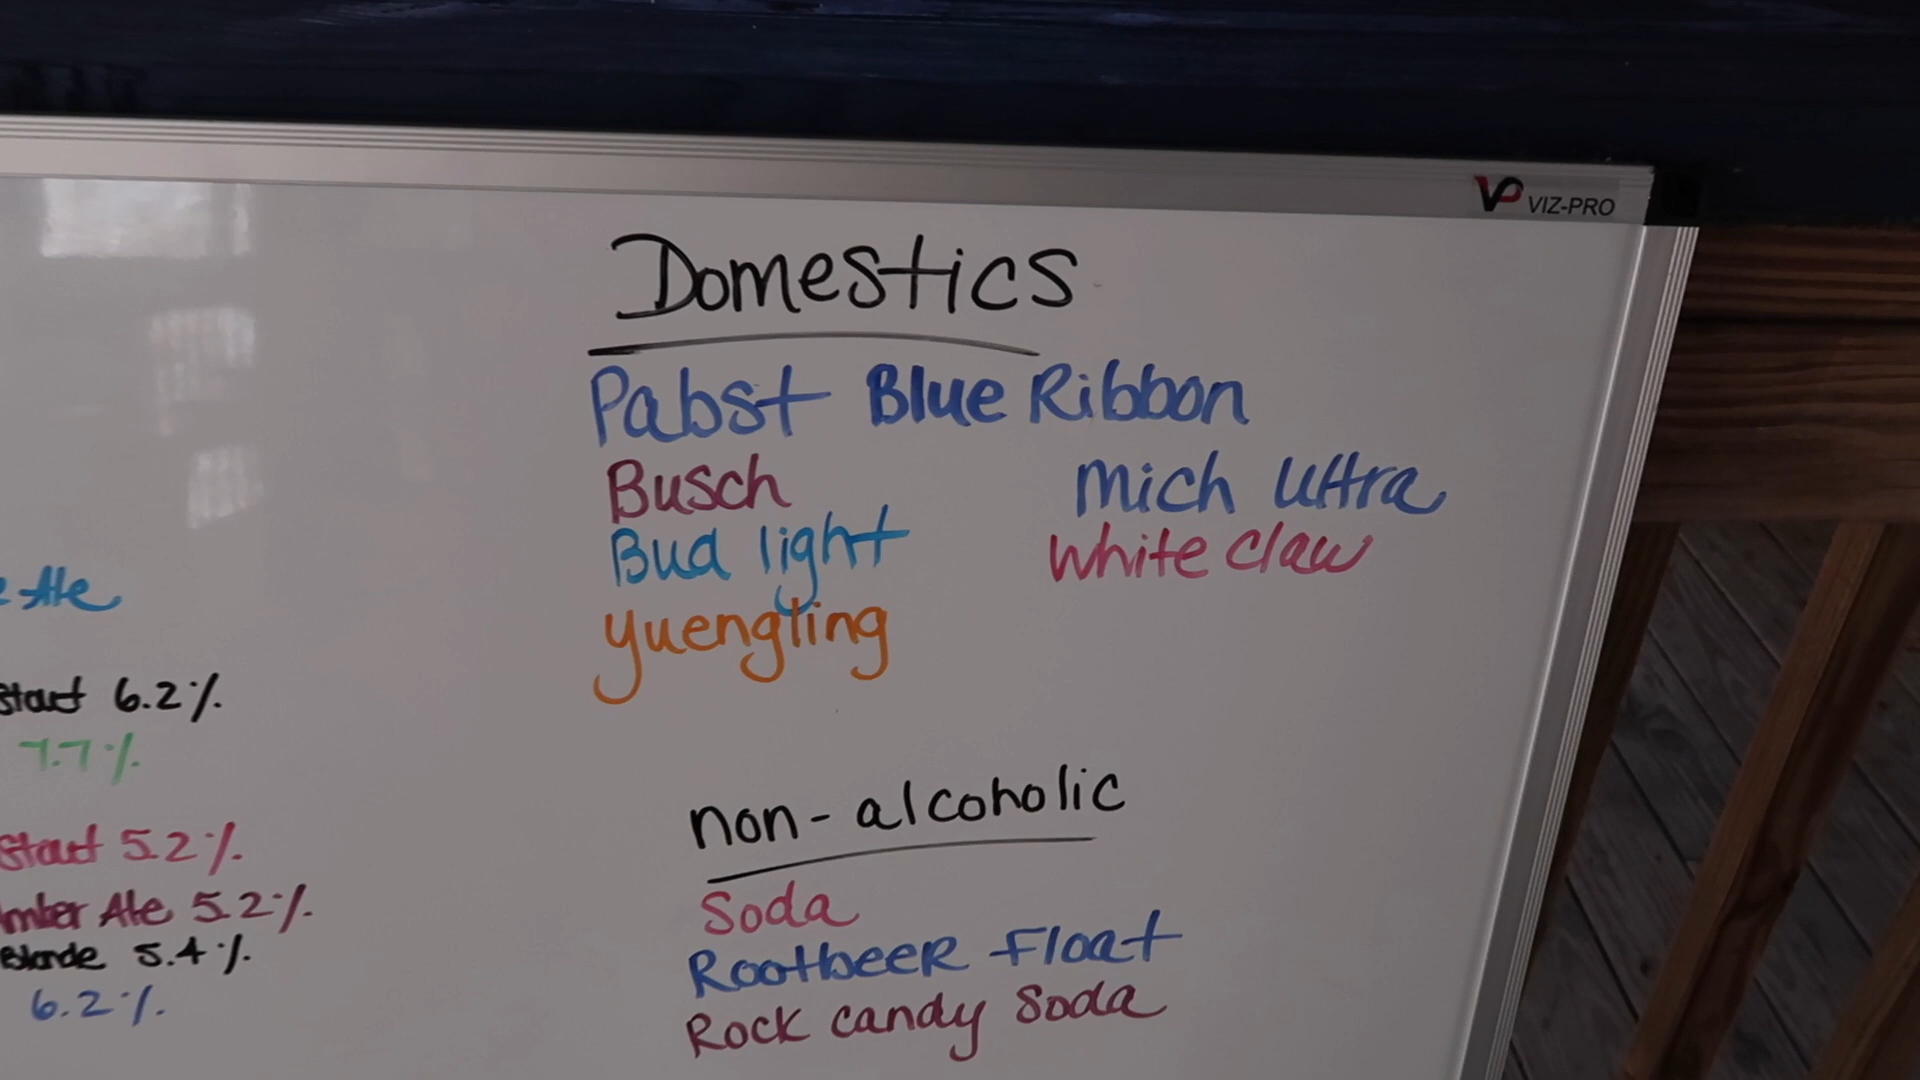 VP VIZ-PRO
Domestics
Pabst Blue Ribbon
Busch
Mich Ultra
Bud light
White Claw
Yuengling
Ale
Stout 6.2%
7.7%
Stout 5.2%
Amber Ale 5.2%
Blonde 5.4%
6.2%
non-alcoholic
Soda
Rootbeer Float
Rock candy Soda